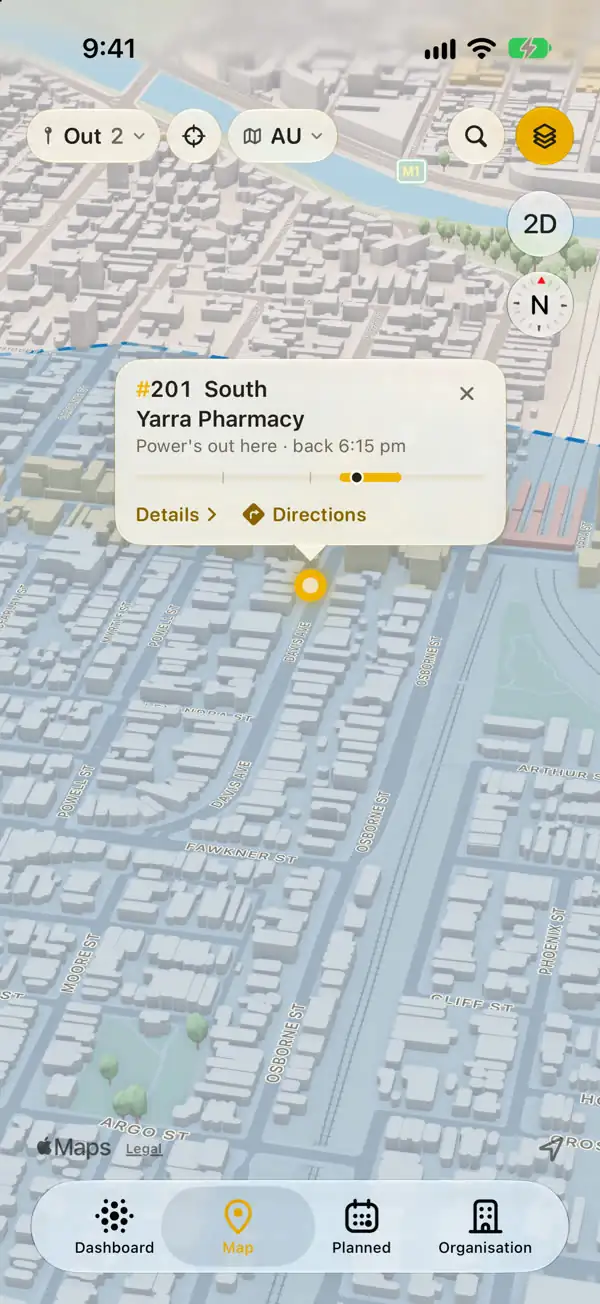 9:41
Out 2
AU
M1
2D
N
#201 South
Yarra Pharmacy
Power's out here · back 6:15 pm
Details
Directions
DAVIS AVE
POWELL ST
OSBORNE ST
ARTHUR S
POWELL ST
DAVIS AVE
OSBORNE ST
FAWKNER ST
MOORE ST
PHOENIX ST
ST
CLIFF ST
OSBORNE ST
ARGO ST
Maps
Legal
Dashboard
Map
Planned
Organisation